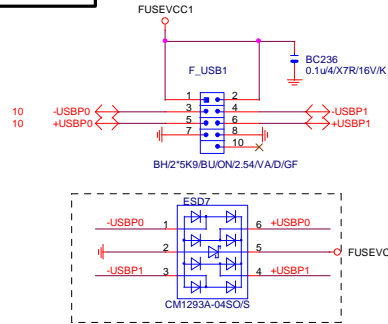 FUSEVCC1
BC236
0.1u/4/X7R/16V/K
F_USB1
1 2
10 -USBP0 3 4 -USBP1
10 +USBP0 5 6 +USBP1
7 8
10
BH/2*5K9/BU/ON/2.54/VA/D/GF
ESD7
-USBP0 1 6 +USBP0
2 5 FUSEVC
-USBP1 3 4 +USBP1
CM1293A-04SO/S